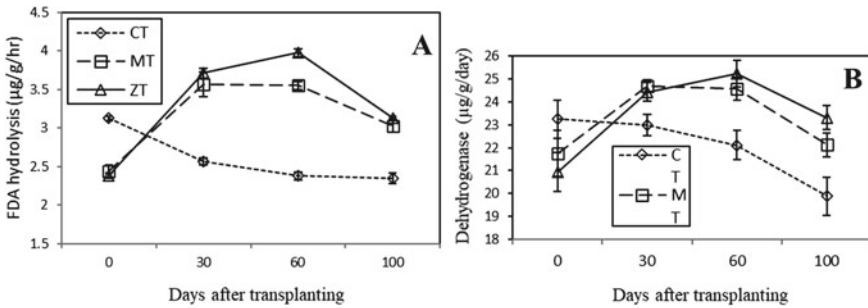 A
FDA hydrolysis (µg/g/hr)
4.5
4
3.5
3
2.5
2
1.5
CT
MT
ZT
0
30
60
100
Days after transplanting
B
Dehydrogenase (µg/g/day)
26
25
24
23
22
21
20
19
18
C
T
M
T
0
30
60
100
Days after transplanting